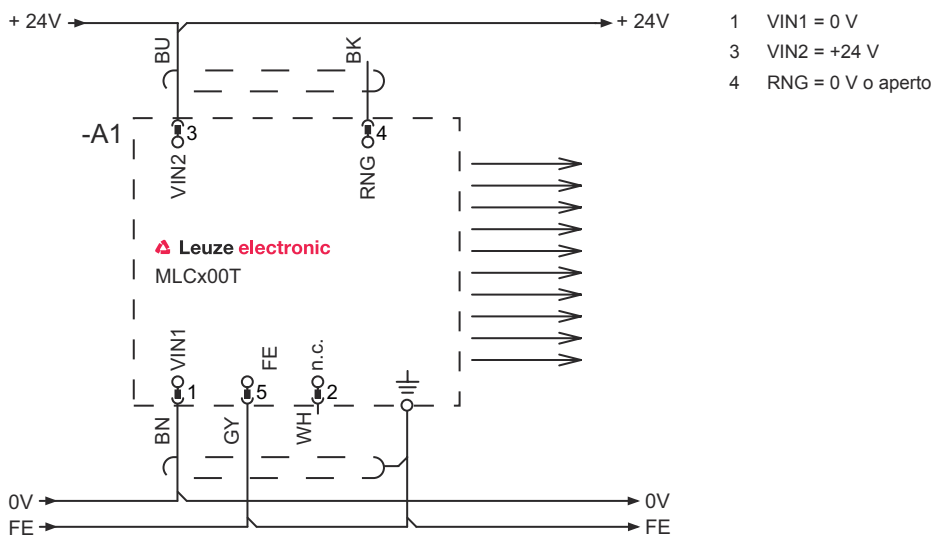 + 24V
+ 24V
1 VIN1 = 0 V
3 VIN2 = +24 V
4 RNG = 0 V o aperto
BU
BK
-A1
3
4
VIN2
RNG
Leuze electronic
MLCx00T
VIN1
FE
n.c.
1
5
2
BN
GY
WH
0V
0V
FE
FE